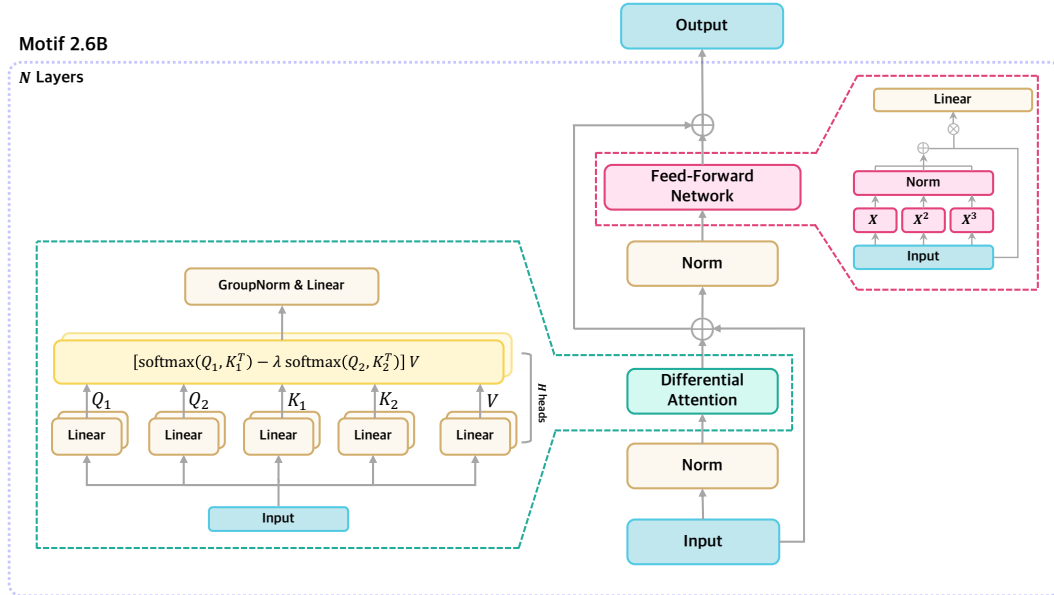 Motif 2.6B
N Layers
Output
Feed-Forward
Network
Norm
Differential
Attention
Norm
Input
Linear
Norm
X
X²
X³
Input
GroupNorm & Linear
[softmax(Q₁, K₁ᵀ) − λ softmax(Q₂, K₂ᵀ)] V
Q₁
Q₂
K₁
K₂
V
H heads
Linear
Linear
Linear
Linear
Linear
Input